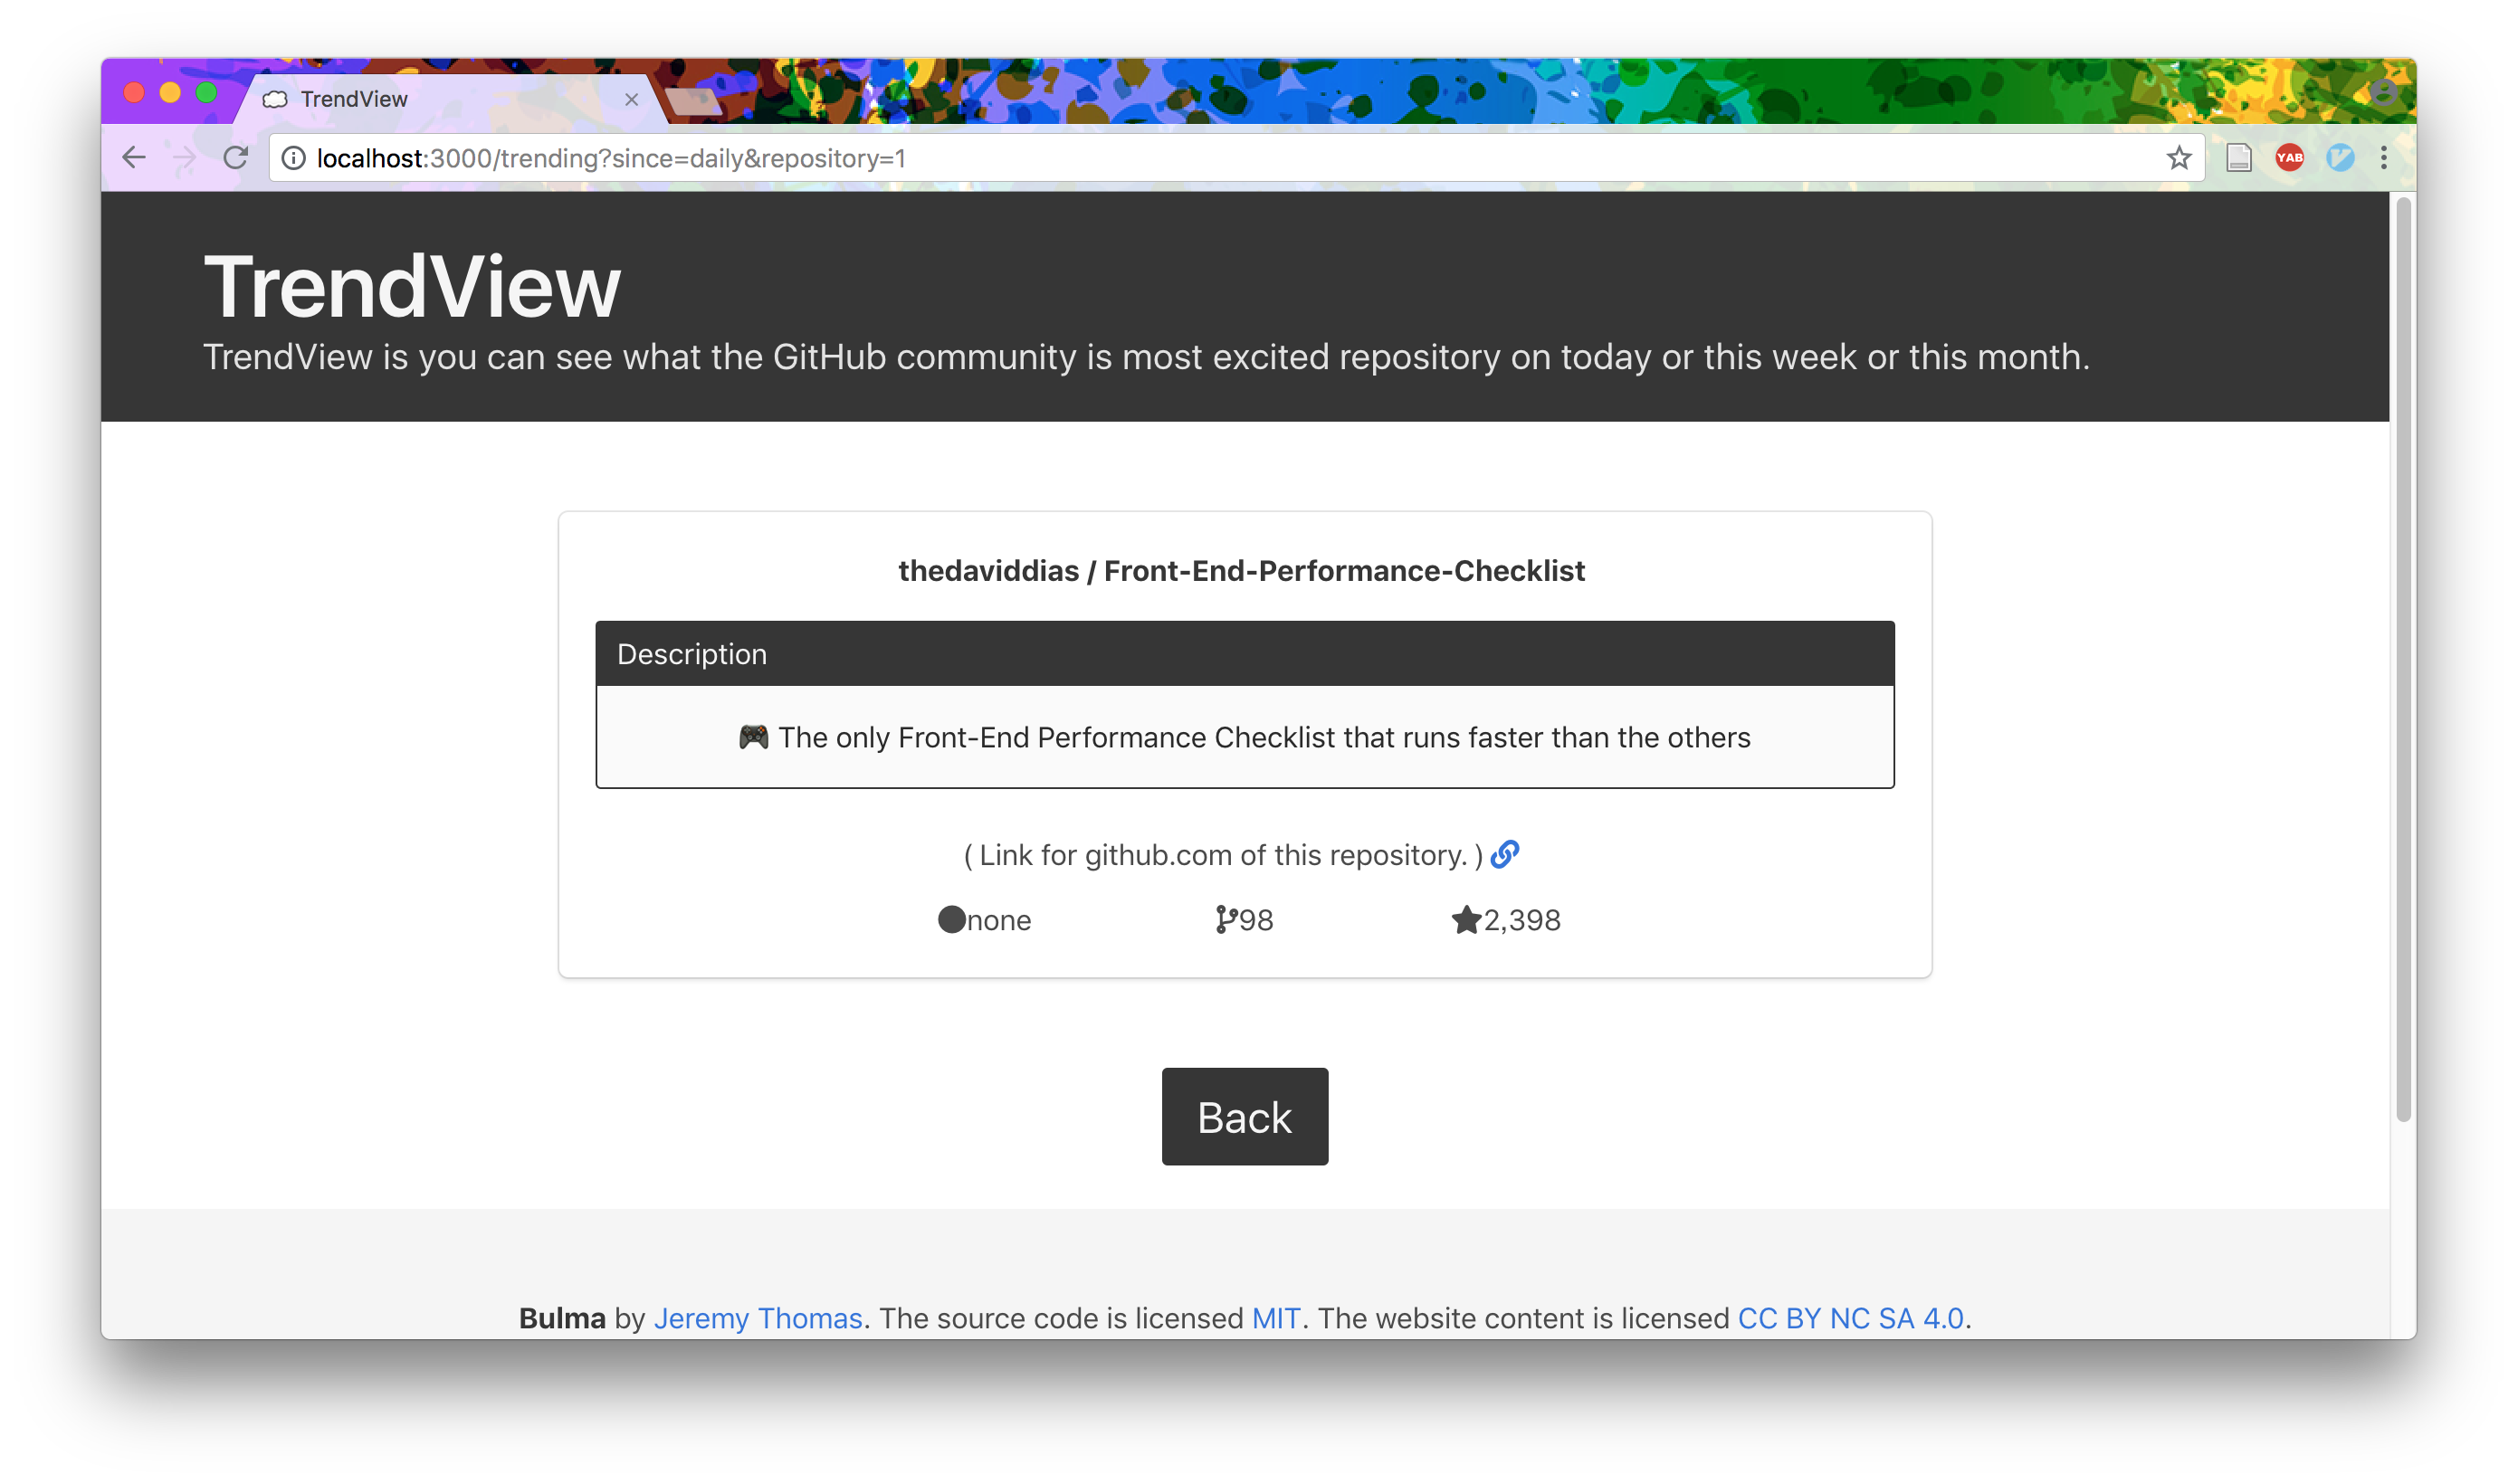 TrendView
localhost:3000/trending?since=daily&repository=1
YAB
TrendView
TrendView is you can see what the GitHub community is most excited repository on today or this week or this month.
thedaviddias / Front-End-Performance-Checklist
Description
🎮 The only Front-End Performance Checklist that runs faster than the others
( Link for github.com of this repository. )
none 98 2,398
Back
Bulma by Jeremy Thomas. The source code is licensed MIT. The website content is licensed CC BY NC SA 4.0.